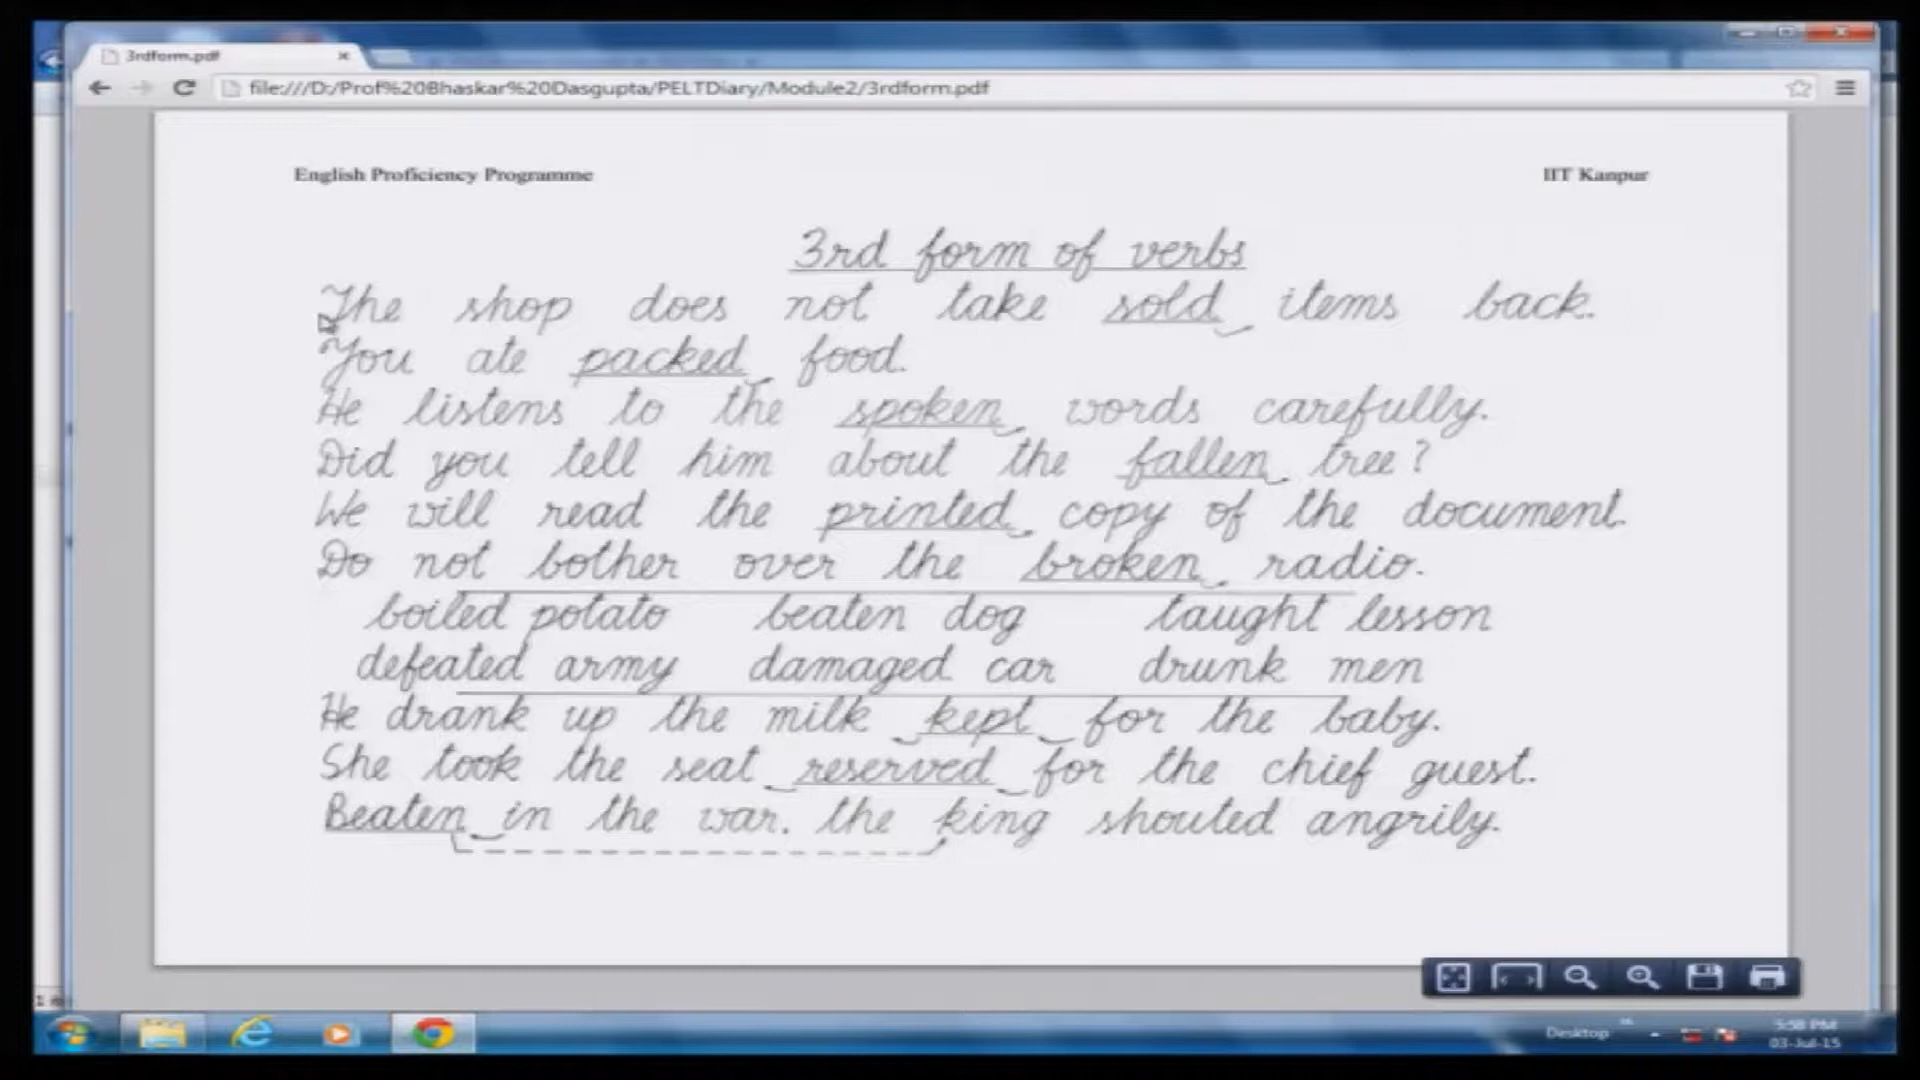 3rdform.pdf
file:///D:/Prof%20Bhaskar%20Dasgupta/PELTDiary/Module2/3rdform.pdf
English Proficiency Programme IIT Kanpur
3rd form of verbs
The shop does not take sold items back.
You ate packed food.
He listens to the spoken words carefully.
Did you tell him about the fallen tree?
We will read the printed copy of the document.
Do not bother over the broken radio.
boiled potato beaten dog taught lesson
defeated army damaged car drunk men
He drank up the milk kept for the baby.
She took the seat reserved for the chief guest.
Beaten in the war, the king shouted angrily.
Desktop
5:58 PM
03-Jul-15